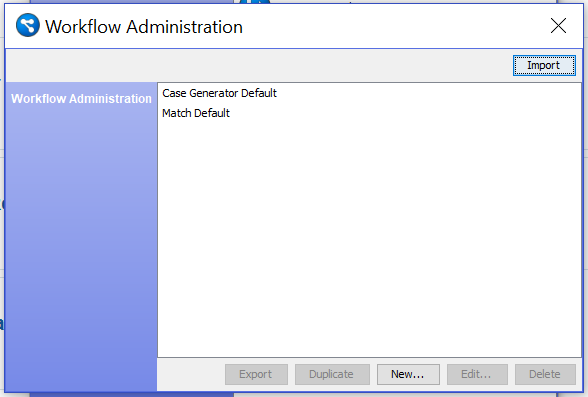 Workflow Administration
Import
Workflow Administration
Case Generator Default
Match Default
Export Duplicate New... Edit... Delete